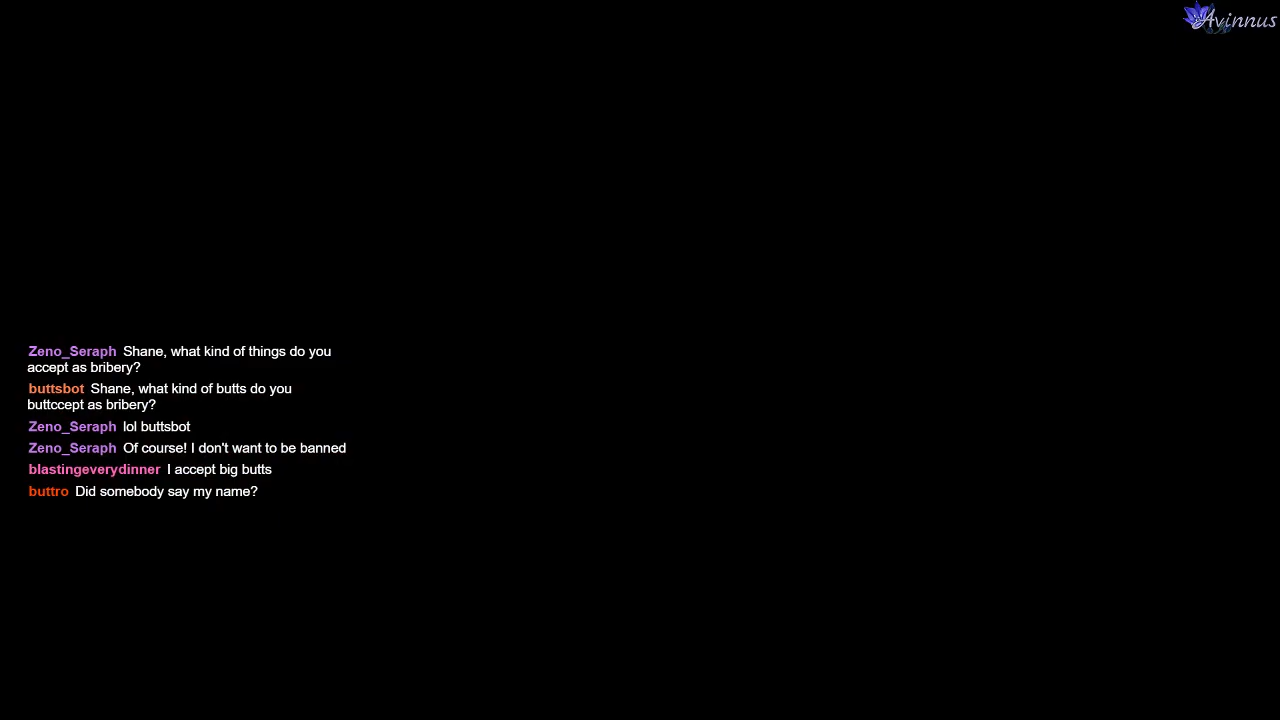 Avinnus
Zeno_Seraph Shane, what kind of things do you
accept as bribery?
buttsbot Shane, what kind of butts do you
buttccept as bribery?
Zeno_Seraph lol buttsbot
Zeno_Seraph Of course! I don't want to be banned
blastingeverydinner I accept big butts
buttro Did somebody say my name?